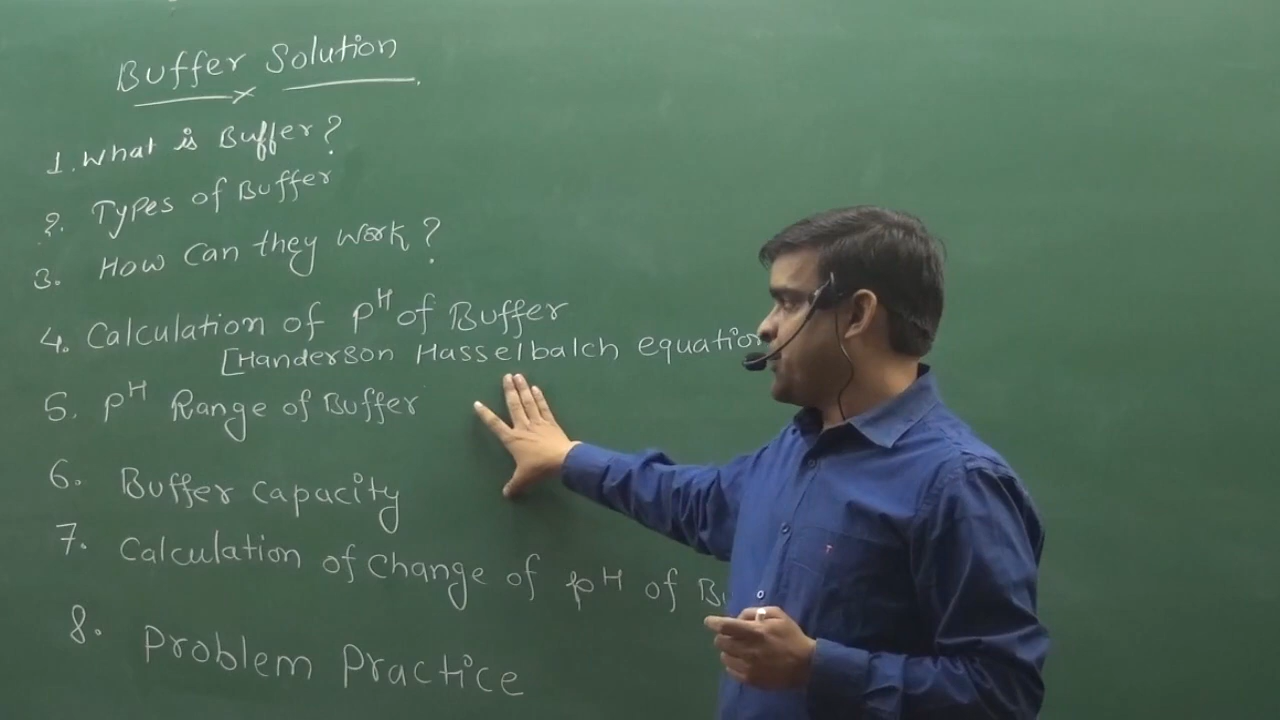 Buffer Solution
1. What is Buffer?
2. Types of Buffer
3. How Can they Work?
4. Calculation of PH of Buffer
[Handerson Hasselbalch equation
5. PH Range of Buffer
6. Buffer Capacity
7. Calculation of Change of pH of
8. Problem Practice